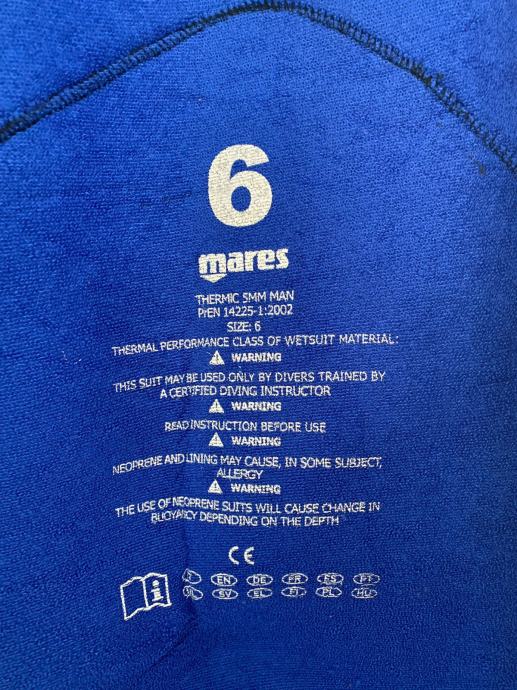 6
mares
THERMIC 5MM MAN
PrEN 14225-1:2002
SIZE: 6
THERMAL PERFORMANCE CLASS OF WETSUIT MATERIAL:
WARNING
THIS SUIT MAY BE USED ONLY BY DIVERS TRAINED BY
A CERTIFIED DIVING INSTRUCTOR
WARNING
READ INSTRUCTION BEFORE USE
WARNING
NEOPRENE AND LINING MAY CAUSE, IN SOME SUBJECT,
ALLERGY
WARNING
THE USE OF NEOPRENE SUITS WILL CAUSE CHANGE IN
BUOYANCY DEPENDING ON THE DEPTH
CE
EN DE FR ES PT
i SV EL FI PL HU